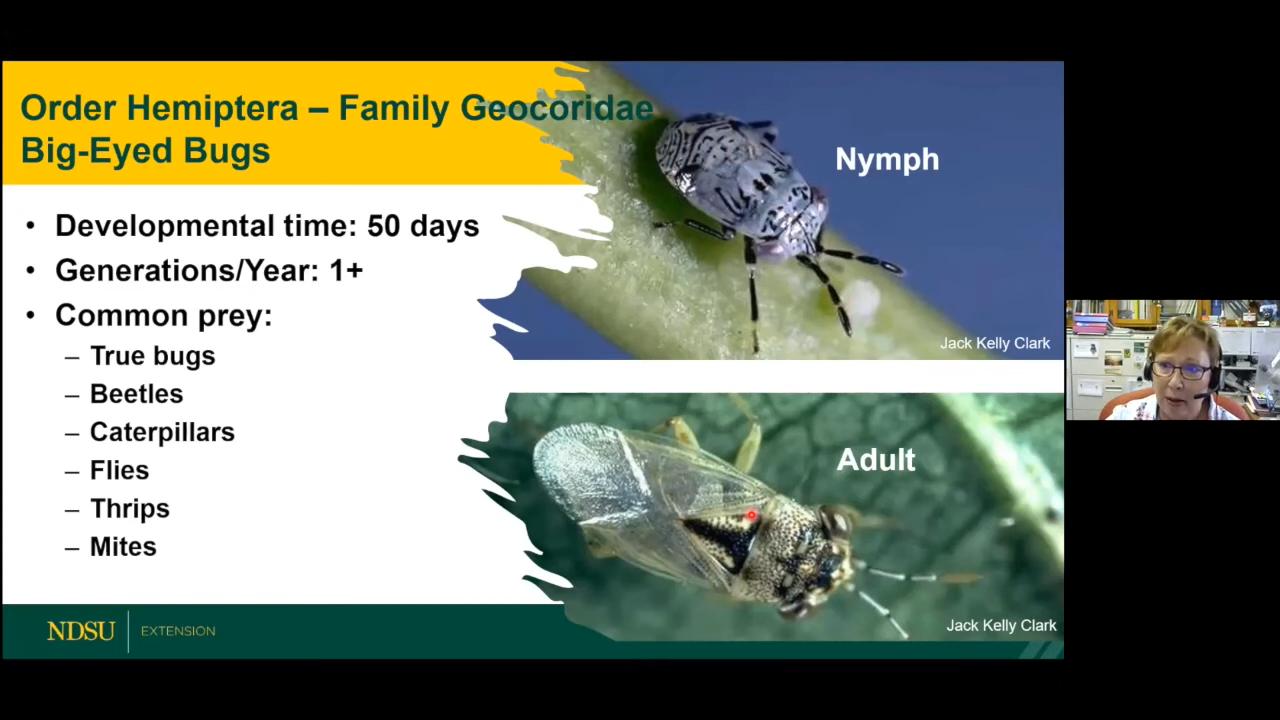 Order Hemiptera – Family Geocoridae
Big-Eyed Bugs
• Developmental time: 50 days
• Generations/Year: 1+
• Common prey:
– True bugs
– Beetles
– Caterpillars
– Flies
– Thrips
– Mites
Nymph
Jack Kelly Clark
Adult
Jack Kelly Clark
NDSU EXTENSION